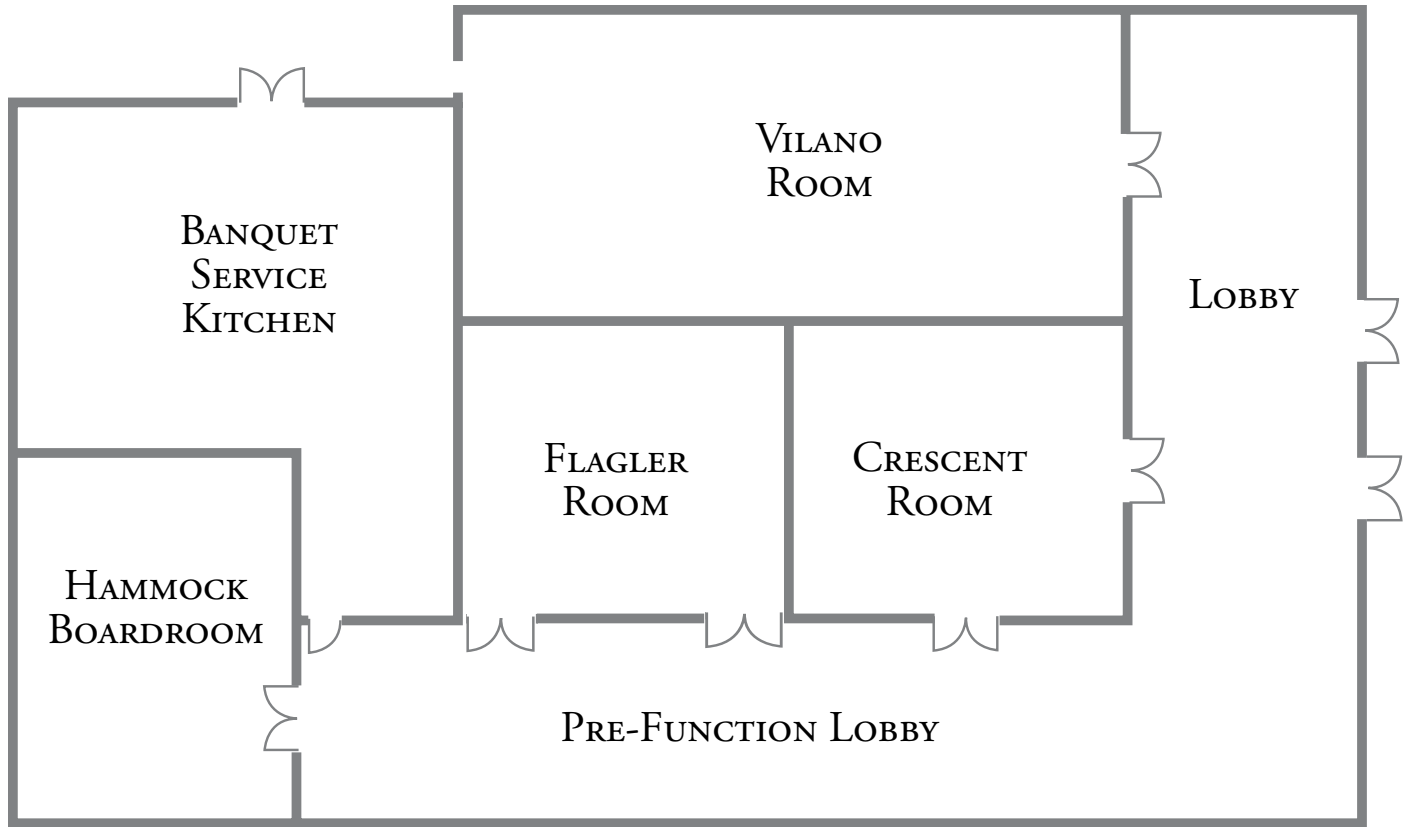 Vilano
Room
Banquet
Service
Kitchen
Lobby
Flagler
Room
Crescent
Room
Hammock
Boardroom
Pre-Function Lobby